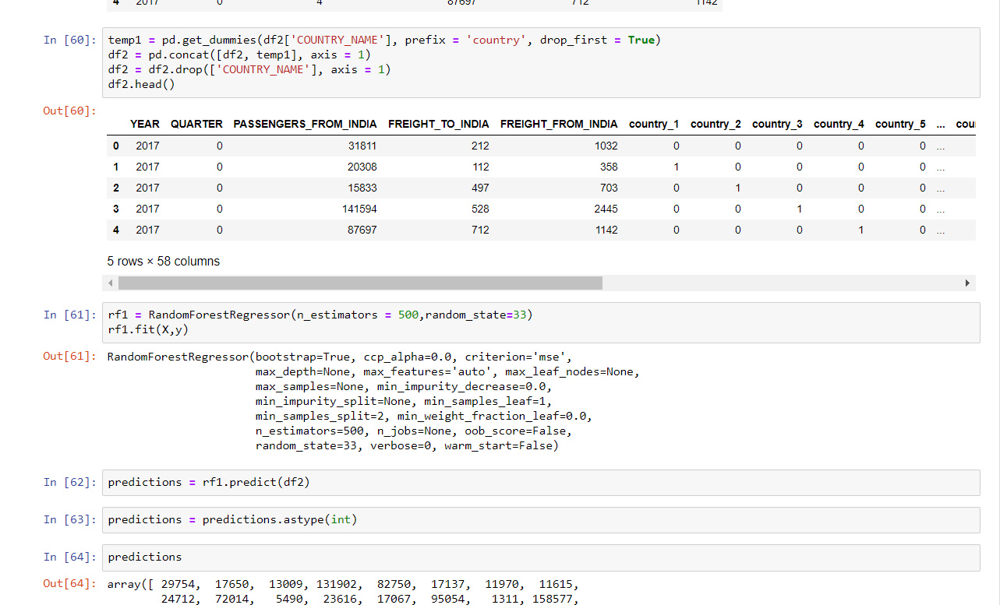 4 2017 0 4 87697 712 1142
In [60]: temp1 = pd.get_dummies(df2['COUNTRY_NAME'], prefix = 'country', drop_first = True)
df2 = pd.concat([df2, temp1], axis = 1)
df2 = df2.drop(['COUNTRY_NAME'], axis = 1)
df2.head()
Out[60]:
YEAR QUARTER PASSENGERS_FROM_INDIA FREIGHT_TO_INDIA FREIGHT_FROM_INDIA country_1 country_2 country_3 country_4 country_5 ... cou
0 2017 0 31811 212 1032 0 0 0 0 0 ...
1 2017 0 20308 112 358 1 0 0 0 0 ...
2 2017 0 15833 497 703 0 1 0 0 0 ...
3 2017 0 141594 528 2445 0 0 1 0 0 ...
4 2017 0 87697 712 1142 0 0 0 1 0 ...
5 rows × 58 columns
In [61]: rf1 = RandomForestRegressor(n_estimators = 500,random_state=33)
rf1.fit(X,y)
Out[61]: RandomForestRegressor(bootstrap=True, ccp_alpha=0.0, criterion='mse',
max_depth=None, max_features='auto', max_leaf_nodes=None,
max_samples=None, min_impurity_decrease=0.0,
min_impurity_split=None, min_samples_leaf=1,
min_samples_split=2, min_weight_fraction_leaf=0.0,
n_estimators=500, n_jobs=None, oob_score=False,
random_state=33, verbose=0, warm_start=False)
In [62]: predictions = rf1.predict(df2)
In [63]: predictions = predictions.astype(int)
In [64]: predictions
Out[64]: array([ 29754, 17650, 13009, 131902, 82750, 17137, 11970, 11615,
24712, 72014, 5490, 23616, 17067, 95054, 1311, 158577,